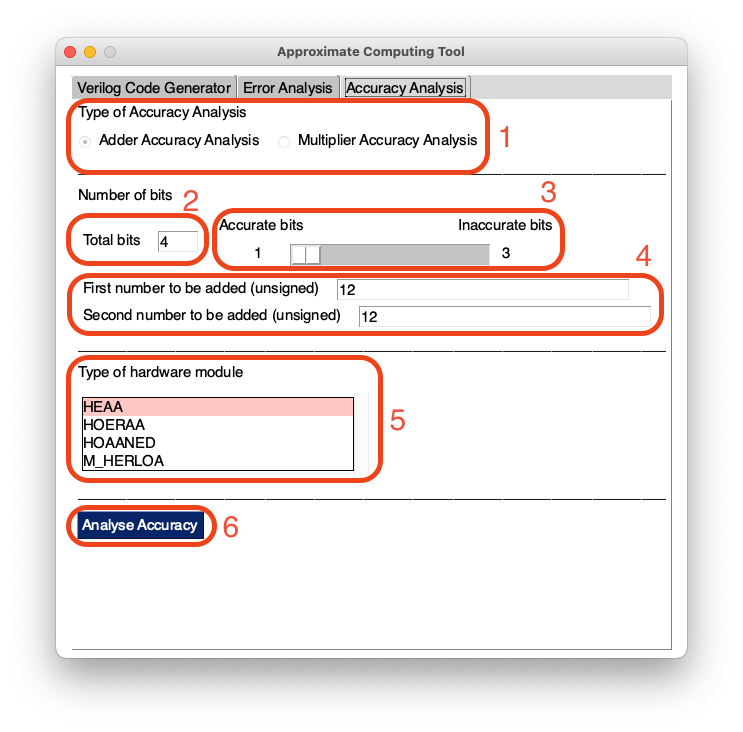 Approximate Computing Tool
Verilog Code Generator Error Analysis Accuracy Analysis
Type of Accuracy Analysis
Adder Accuracy Analysis Multiplier Accuracy Analysis 1
Number of bits 2 3
Accurate bits Inaccurate bits
Total bits 4 1 3 4
First number to be added (unsigned) 12
Second number to be added (unsigned) 12
Type of hardware module
HEAA
HOERAA 5
HOAANED
M_HERLOA
Analyse Accuracy 6